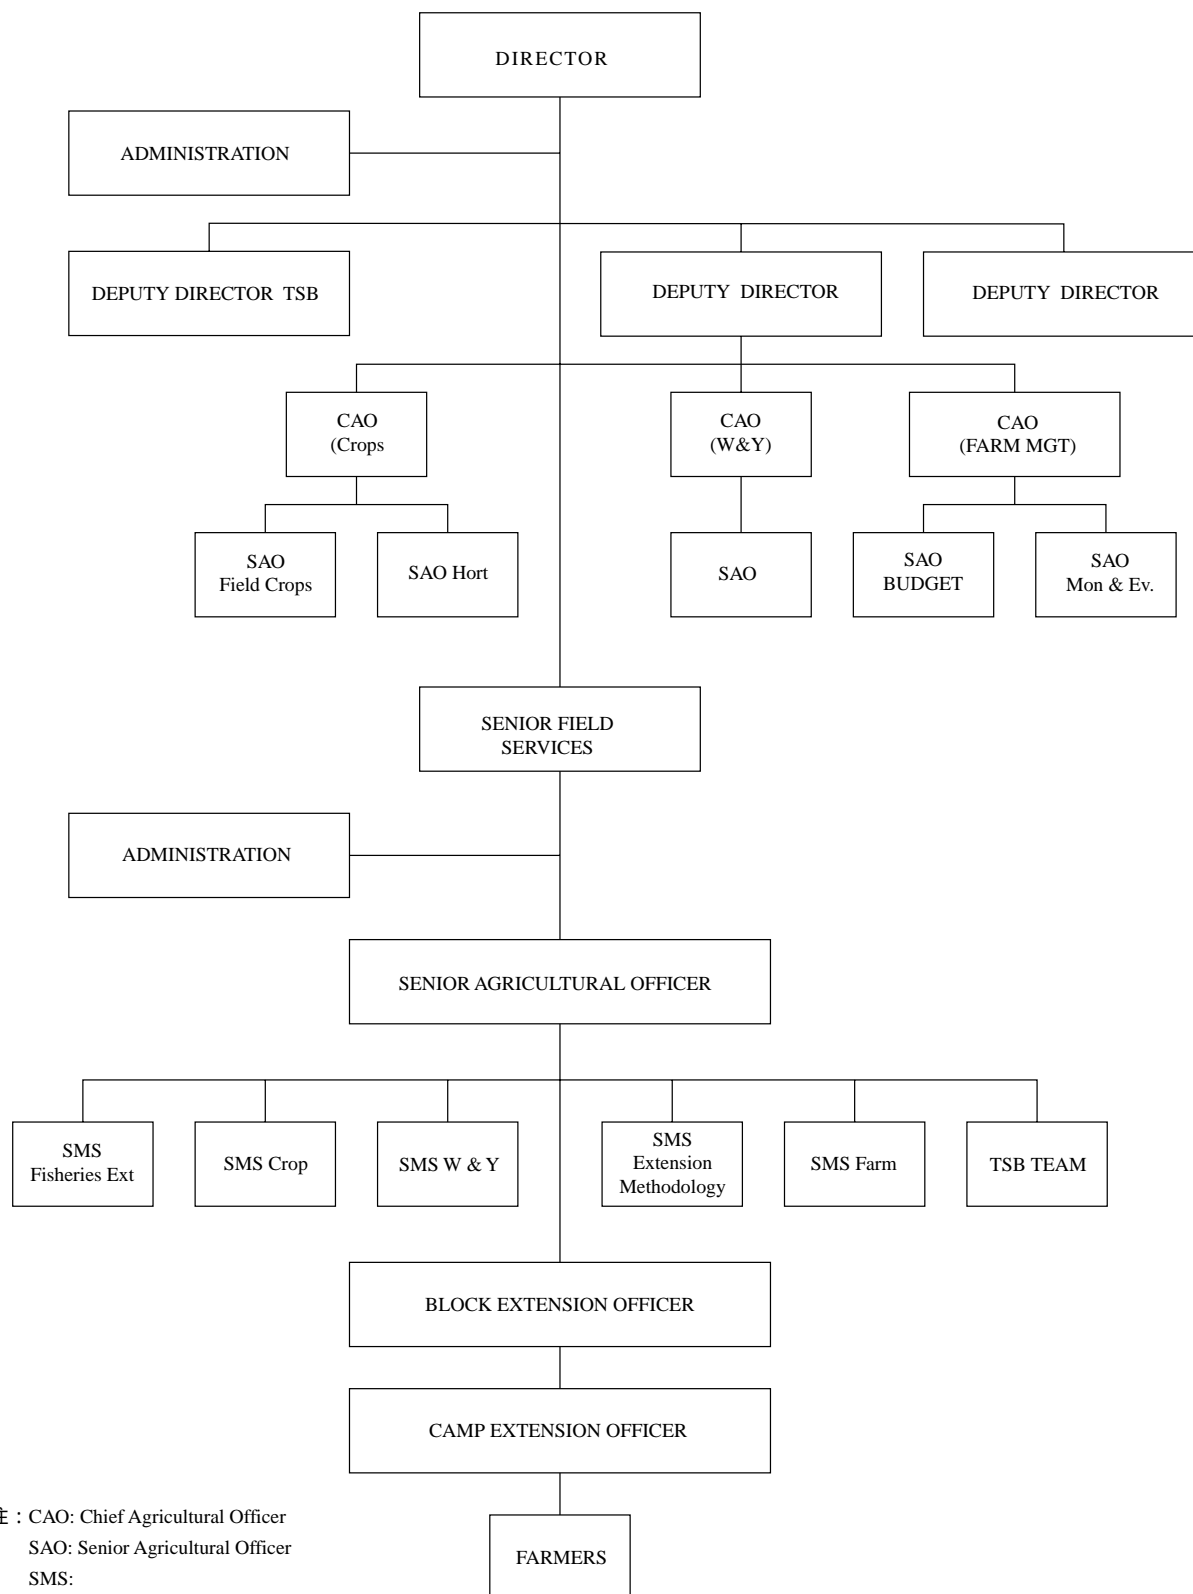 DIRECTOR
ADMINISTRATION
DEPUTY DIRECTOR TSB
DEPUTY DIRECTOR
DEPUTY DIRECTOR
CAO
(Crops
CAO
(W&Y)
CAO
(FARM MGT)
SAO
Field Crops
SAO Hort
SAO
SAO
BUDGET
SAO
Mon & Ev.
SENIOR FIELD
SERVICES
ADMINISTRATION
SENIOR AGRICULTURAL OFFICER
SMS
Fisheries Ext
SMS Crop
SMS W & Y
SMS
Extension
Methodology
SMS Farm
TSB TEAM
BLOCK EXTENSION OFFICER
CAMP EXTENSION OFFICER
FARMERS
注：CAO: Chief Agricultural Officer
SAO: Senior Agricultural Officer
SMS: